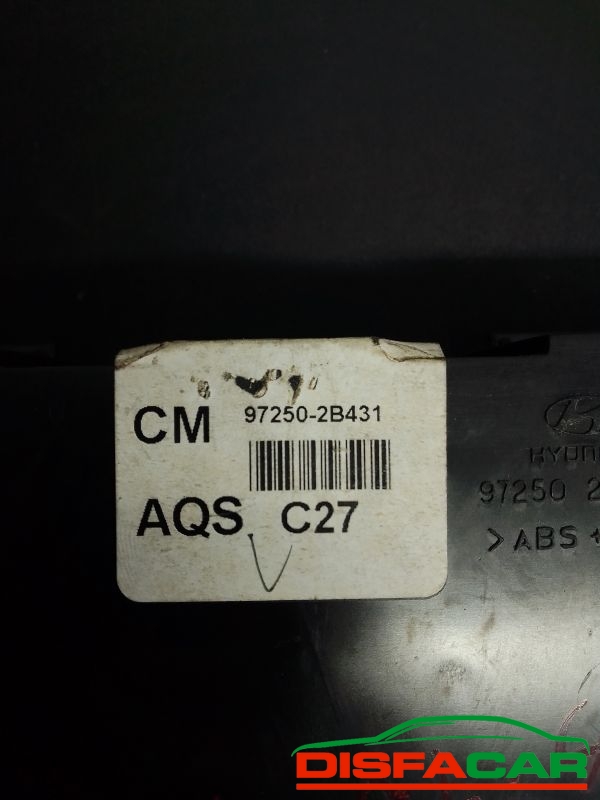 CM 97250-2B431
AQS C27
97250 2
>ABS +
DISFACAR